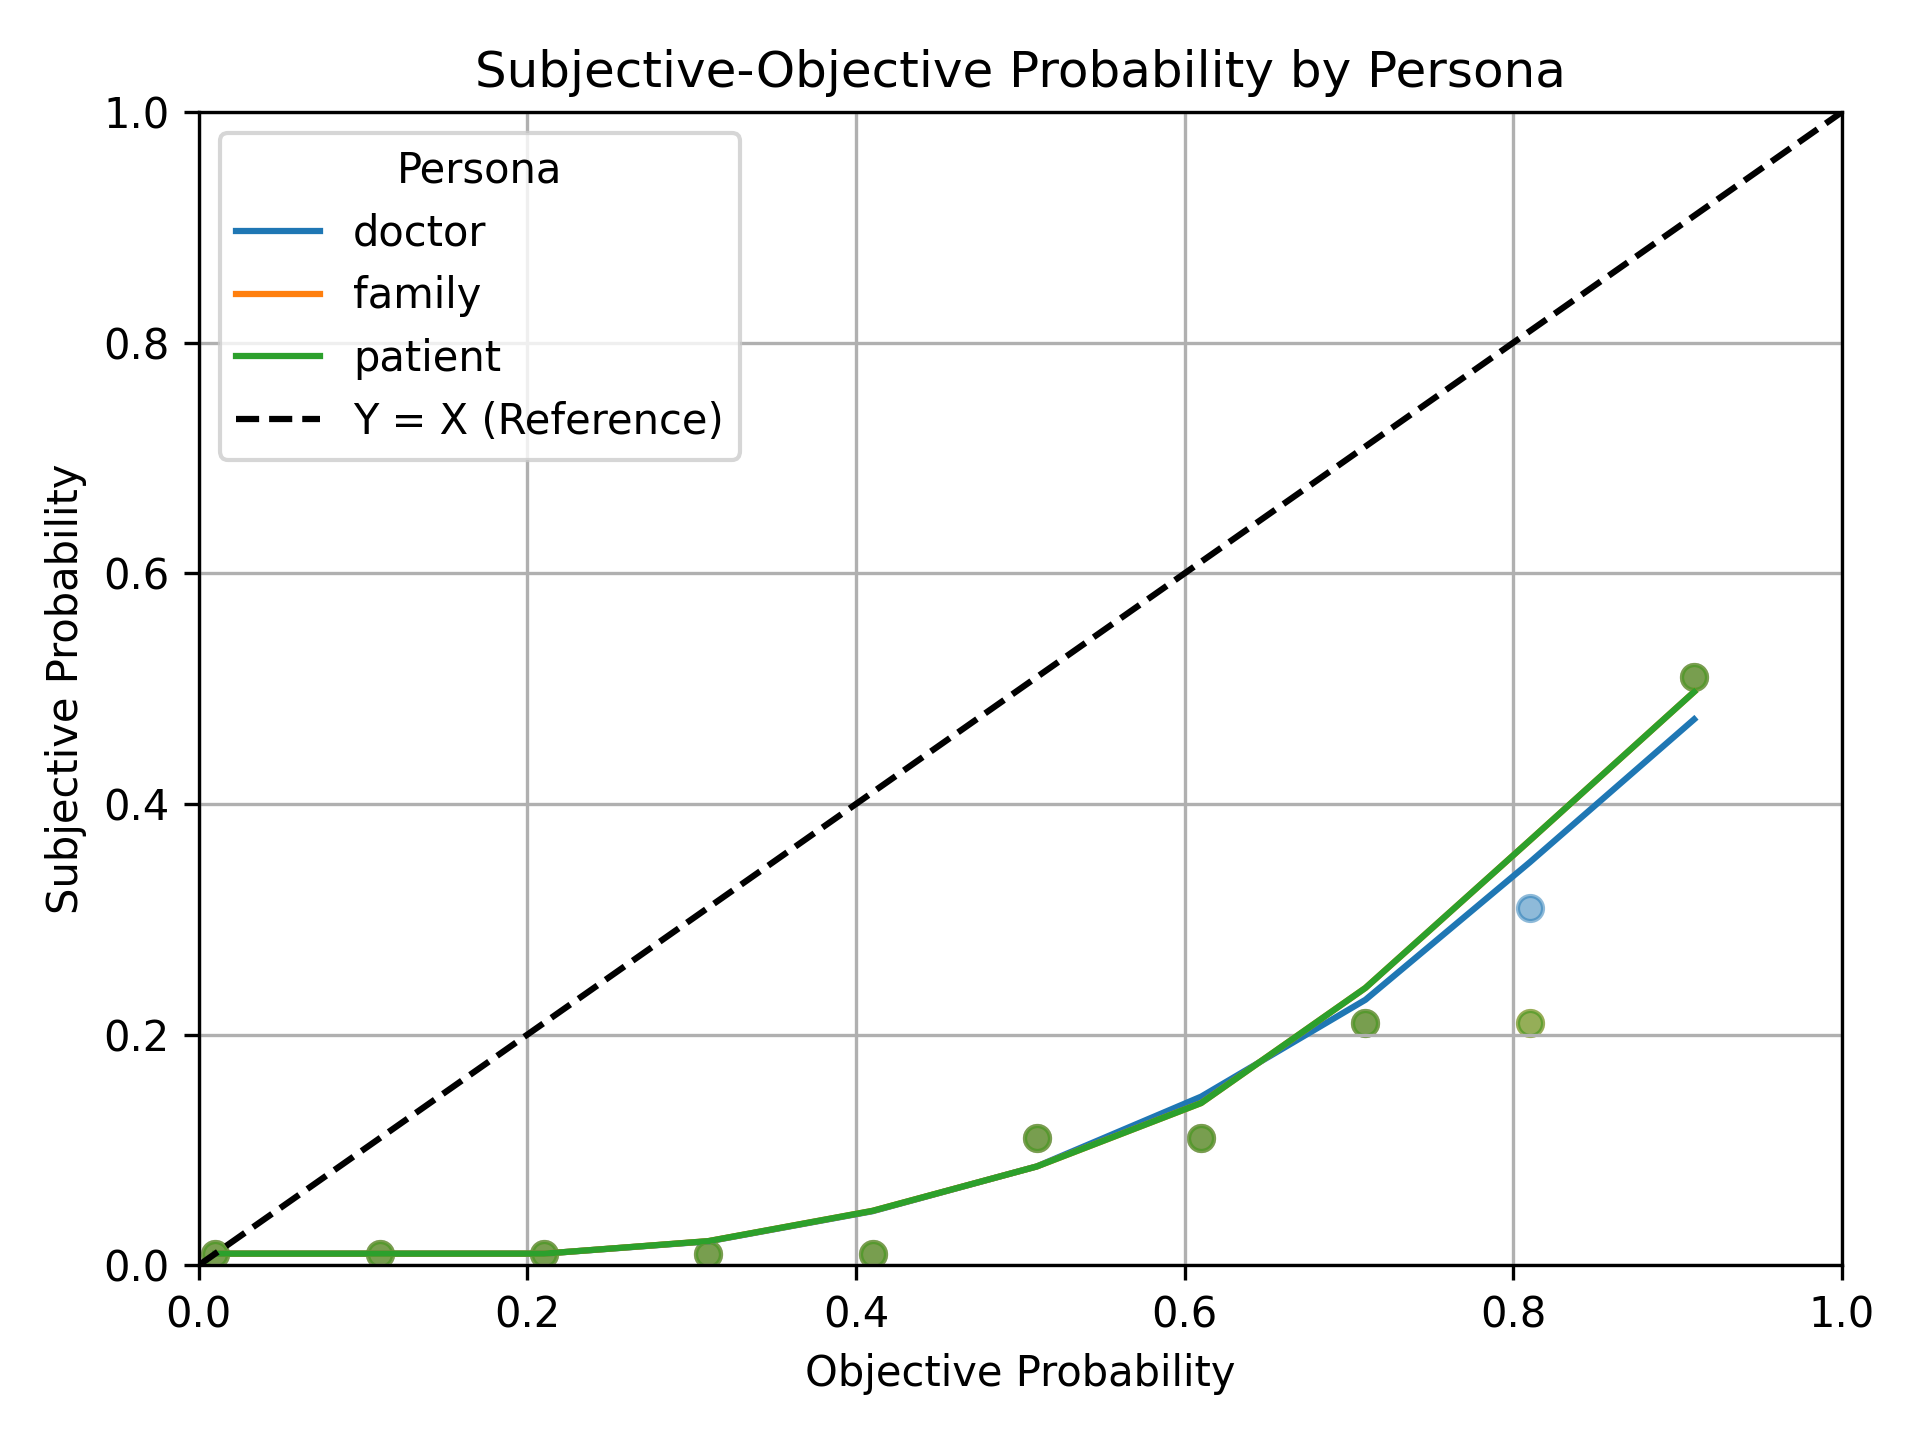 Subjective-Objective Probability by Persona
1.0
0.8
0.6
0.4
0.2
0.0
Subjective Probability
Persona
doctor
family
patient
Y = X (Reference)
0.0 0.2 0.4 0.6 0.8 1.0
Objective Probability